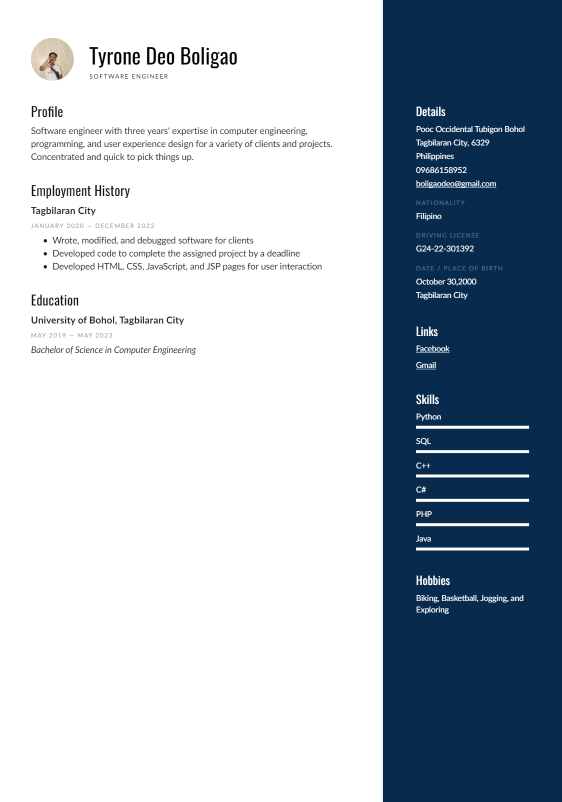 Tyrone Deo Boligao
SOFTWARE ENGINEER
Profile
Software engineer with three years' expertise in computer engineering,
programming, and user experience design for a variety of clients and projects.
Concentrated and quick to pick things up.
Employment History
Tagbilaran City
JANUARY 2020 — DECEMBER 2022
• Wrote, modified, and debugged software for clients
• Developed code to complete the assigned project by a deadline
• Developed HTML, CSS, JavaScript, and JSP pages for user interaction
Education
University of Bohol, Tagbilaran City
MAY 2019 — MAY 2023
Bachelor of Science in Computer Engineering
Details
Pooc Occidental Tubigon Bohol
Tagbilaran City, 6329
Philippines
09686158952
boligaodeo@gmail.com
NATIONALITY
Filipino
DRIVING LICENSE
G24-22-301392
DATE / PLACE OF BIRTH
October 30,2000
Tagbilaran City
Links
Facebook
Gmail
Skills
Python
SQL
C++
C#
PHP
Java
Hobbies
Biking, Basketball, Jogging, and
Exploring